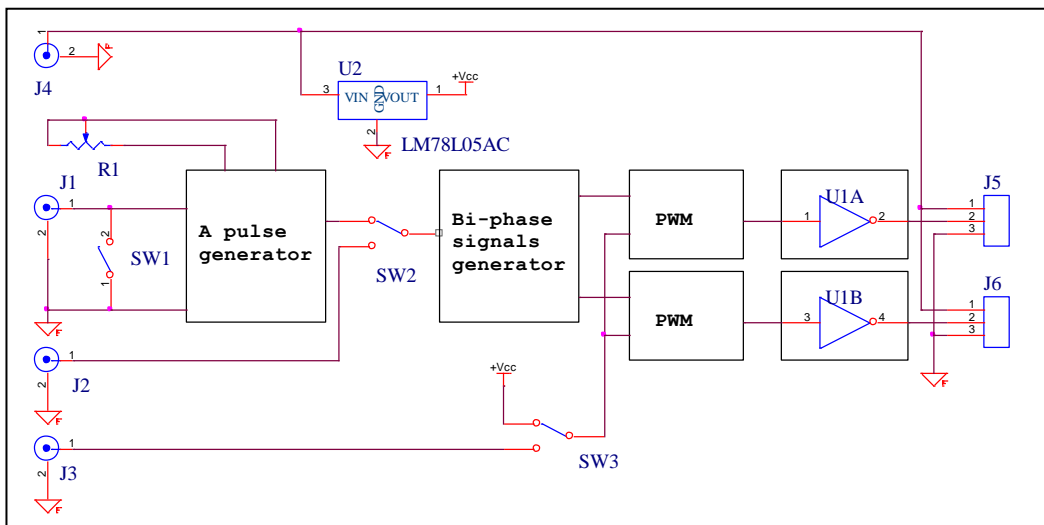 1
2
J4
U2
+Vcc
3
VIN
GND
VOUT
1
2
LM78L05AC
R1
J1
1
2
2
SW1
1
A pulse
generator
SW2
Bi-phase
signals
generator
PWM
U1A
1
2
J5
1
2
3
PWM
U1B
3
4
J6
1
2
3
1
J2
2
+Vcc
SW3
1
J3
2